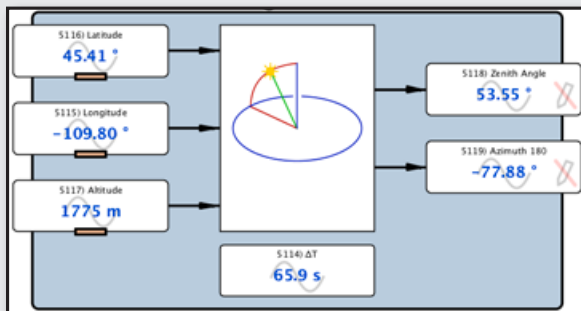 5116) Latitude
45.41 °
5115) Longitude
-109.80 °
5117) Altitude
1775 m
5118) Zenith Angle
53.55 °
5119) Azimuth 180
-77.88 °
5114) ΔT
65.9 s